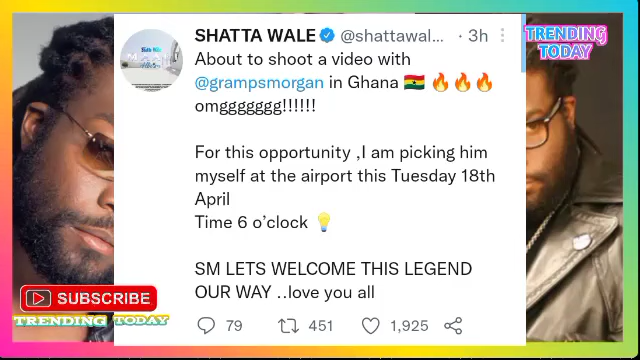 SHATTA WALE @shattawal... · 3h
About to shoot a video with
@grampsmorgan in Ghana 🇬🇭 🔥🔥🔥
omggggggg!!!!!!
For this opportunity ,I am picking him
myself at the airport this Tuesday 18th
April
Time 6 o’clock 💡
SM LETS WELCOME THIS LEGEND
OUR WAY ..love you all
79 451 1,925
TRENDING
TODAY
SUBSCRIBE
TRENDING TODAY